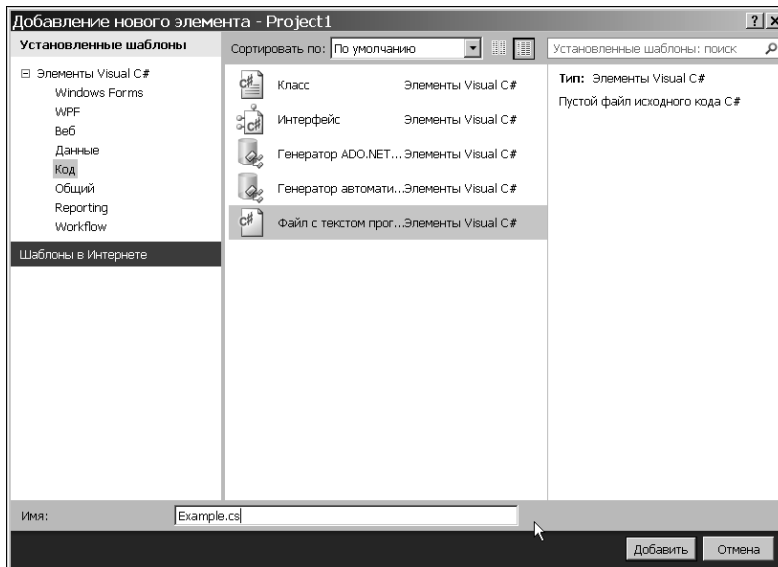 Добавление нового элемента - Project1
Установленные шаблоны
Сортировать по: По умолчанию
Установленные шаблоны: поиск
Элементы Visual C#
Windows Forms
WPF
Веб
Данные
Код
Общий
Reporting
Workflow
Шаблоны в Интернете
Класс Элементы Visual C#
Интерфейс Элементы Visual C#
Генератор ADO.NET... Элементы Visual C#
Генератор автомати... Элементы Visual C#
Файл с текстом прог... Элементы Visual C#
Тип: Элементы Visual C#
Пустой файл исходного кода C#
Имя: Example.cs
Добавить Отмена